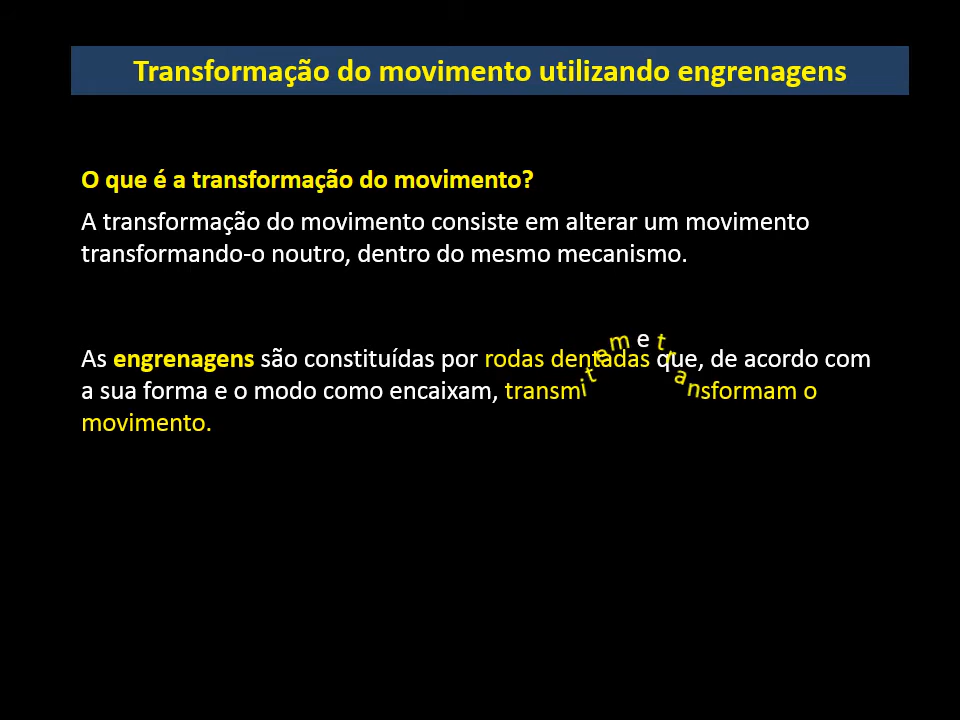 Transformação do movimento utilizando engrenagens
O que é a transformação do movimento?
A transformação do movimento consiste em alterar um movimento
transformando-o noutro, dentro do mesmo mecanismo.
As engrenagens são constituídas por rodas dentadas que, de acordo com
a sua forma e o modo como encaixam, transmitem e transformam o
movimento.